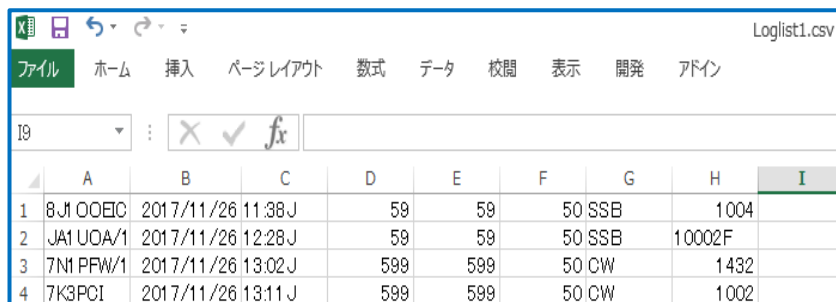 Loglist1.csv
ファイル ホーム 挿入 ページ レイアウト 数式 データ 校閲 表示 開発 アドイン
I9 fx
A B C D E F G H I
1 8J1OOEIC 2017/11/26 11:38J 59 59 50 SSB 1004
2 JA1UOA/1 2017/11/26 12:28J 59 59 50 SSB 10002F
3 7N1PFW/1 2017/11/26 13:02J 599 599 50 CW 1432
4 7K3PCI 2017/11/26 13:11J 599 599 50 CW 1002